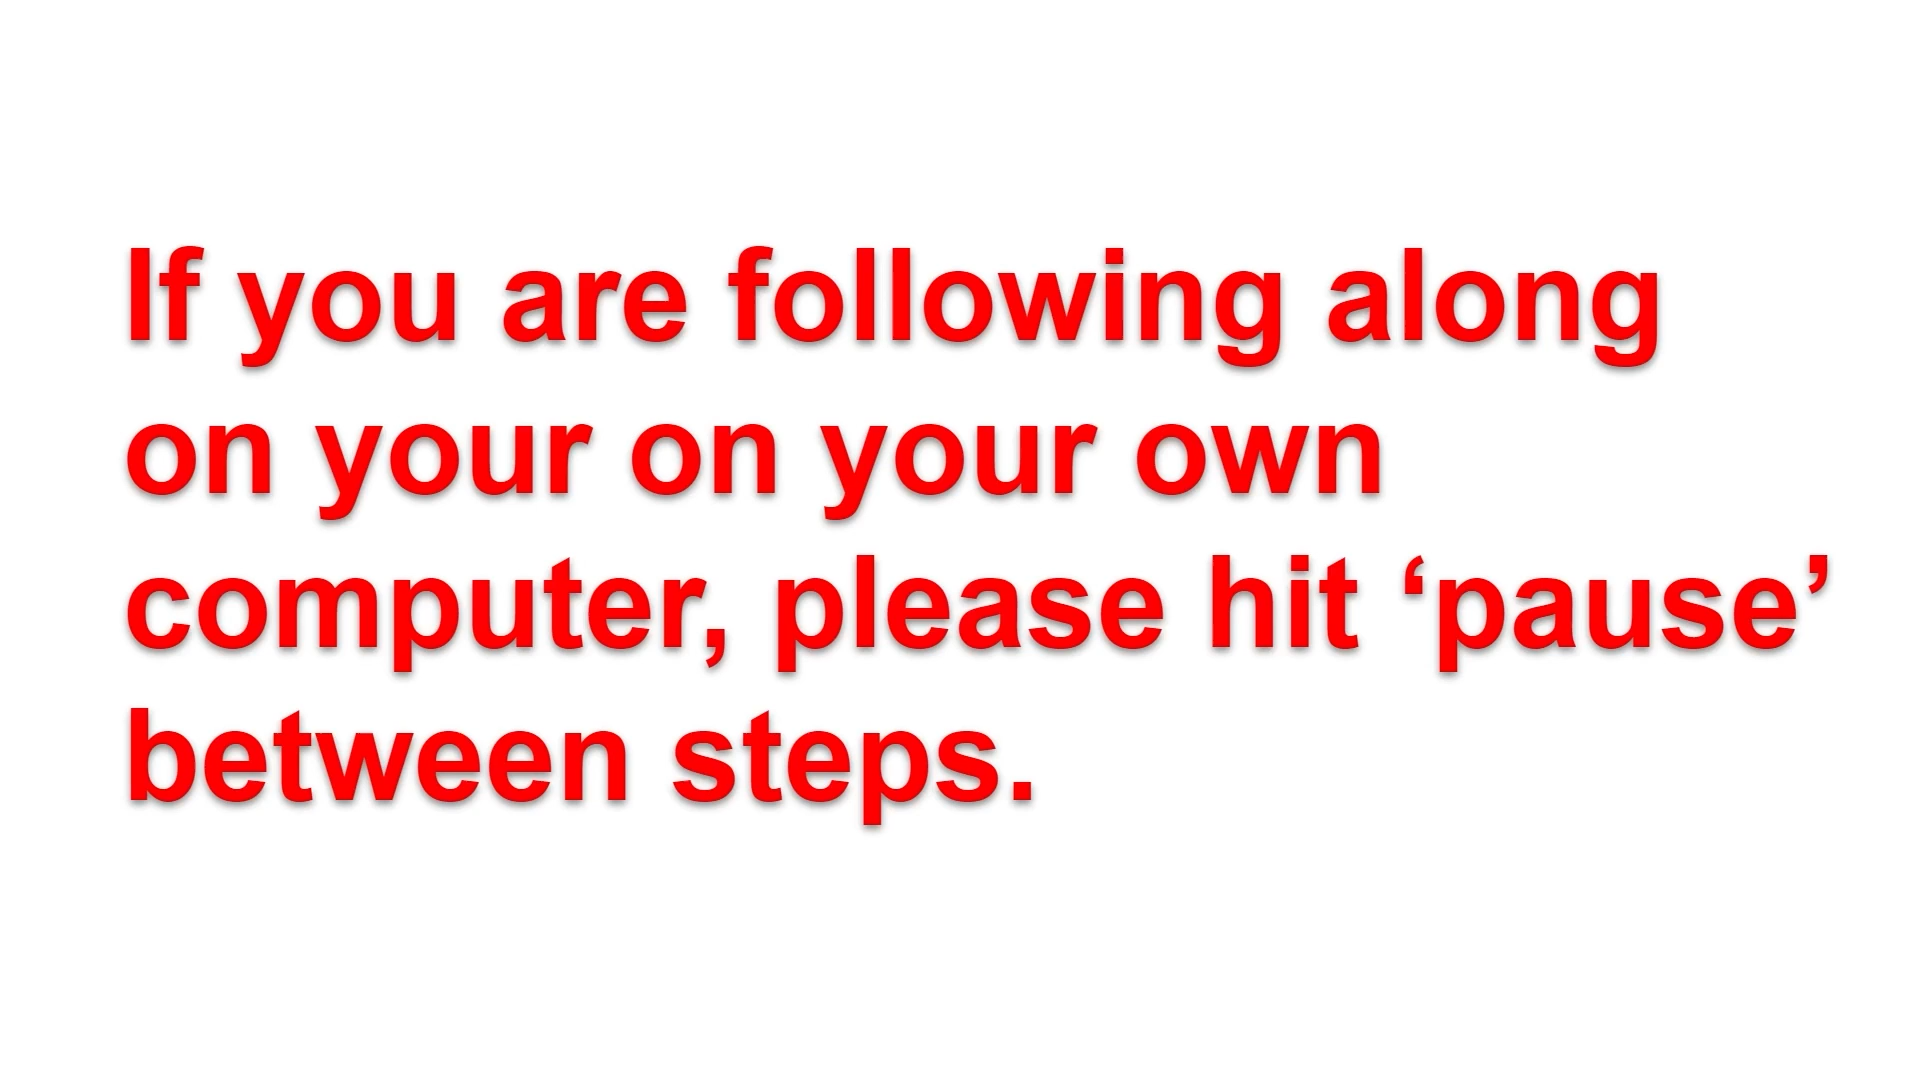 If you are following along
on your on your own
computer, please hit ‘pause’
between steps.